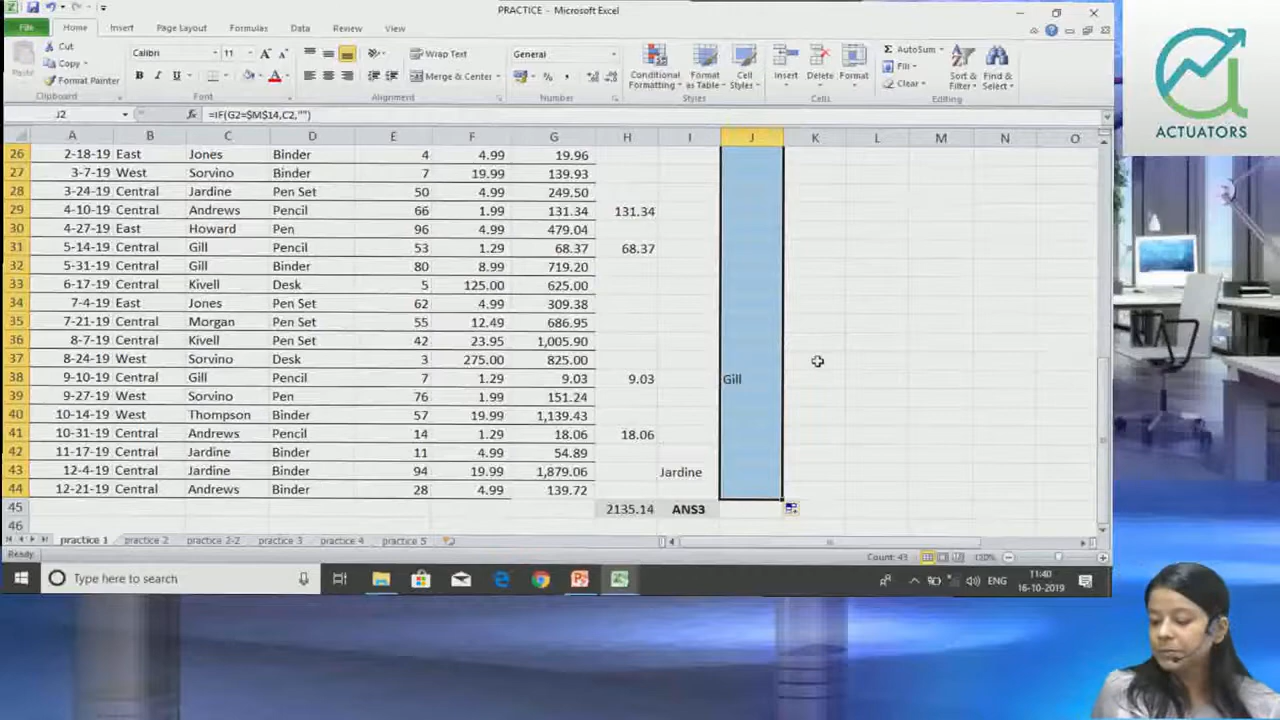 PRACTICE - Microsoft Excel
File Home Insert Page Layout Formulas Data Review View
Paste Cut Copy Format Painter Clipboard
Calibri 11 B I U Font
Wrap Text Merge & Center Alignment
General % , Number
Conditional Formatting Format as Table Cell Styles Styles
Insert Delete Format Cells
Σ AutoSum Fill Clear Sort & Filter Find & Select Editing
J2 fx =IF(G2=$M$14,C2,"")
A B C D E F G H I J K L M N O
26 2-18-19 East Jones Binder 4 4.99 19.96
27 3-7-19 West Sorvino Binder 7 19.99 139.93
28 3-24-19 Central Jardine Pen Set 50 4.99 249.50
29 4-10-19 Central Andrews Pencil 66 1.99 131.34 131.34
30 4-27-19 East Howard Pen 96 4.99 479.04
31 5-14-19 Central Gill Pencil 53 1.29 68.37 68.37
32 5-31-19 Central Gill Binder 80 8.99 719.20
33 6-17-19 Central Kivell Desk 5 125.00 625.00
34 7-4-19 East Jones Pen Set 62 4.99 309.38
35 7-21-19 Central Morgan Pen Set 55 12.49 686.95
36 8-7-19 Central Kivell Pen Set 42 23.95 1,005.90
37 8-24-19 West Sorvino Desk 3 275.00 825.00
38 9-10-19 Central Gill Pencil 7 1.29 9.03 9.03 Gill
39 9-27-19 West Sorvino Pen 76 1.99 151.24
40 10-14-19 West Thompson Binder 57 19.99 1,139.43
41 10-31-19 Central Andrews Pencil 14 1.29 18.06 18.06
42 11-17-19 Central Jardine Binder 11 4.99 54.89
43 12-4-19 Central Jardine Binder 94 19.99 1,879.06 Jardine
44 12-21-19 Central Andrews Binder 28 4.99 139.72
45 2135.14 ANS3
46
practice 1 practice 2 practice 2-Z practice 3 practice 4 practice 5
Ready Count: 43 120%
Type here to search
ENG 11:40
16-10-2019
ACTUATORS